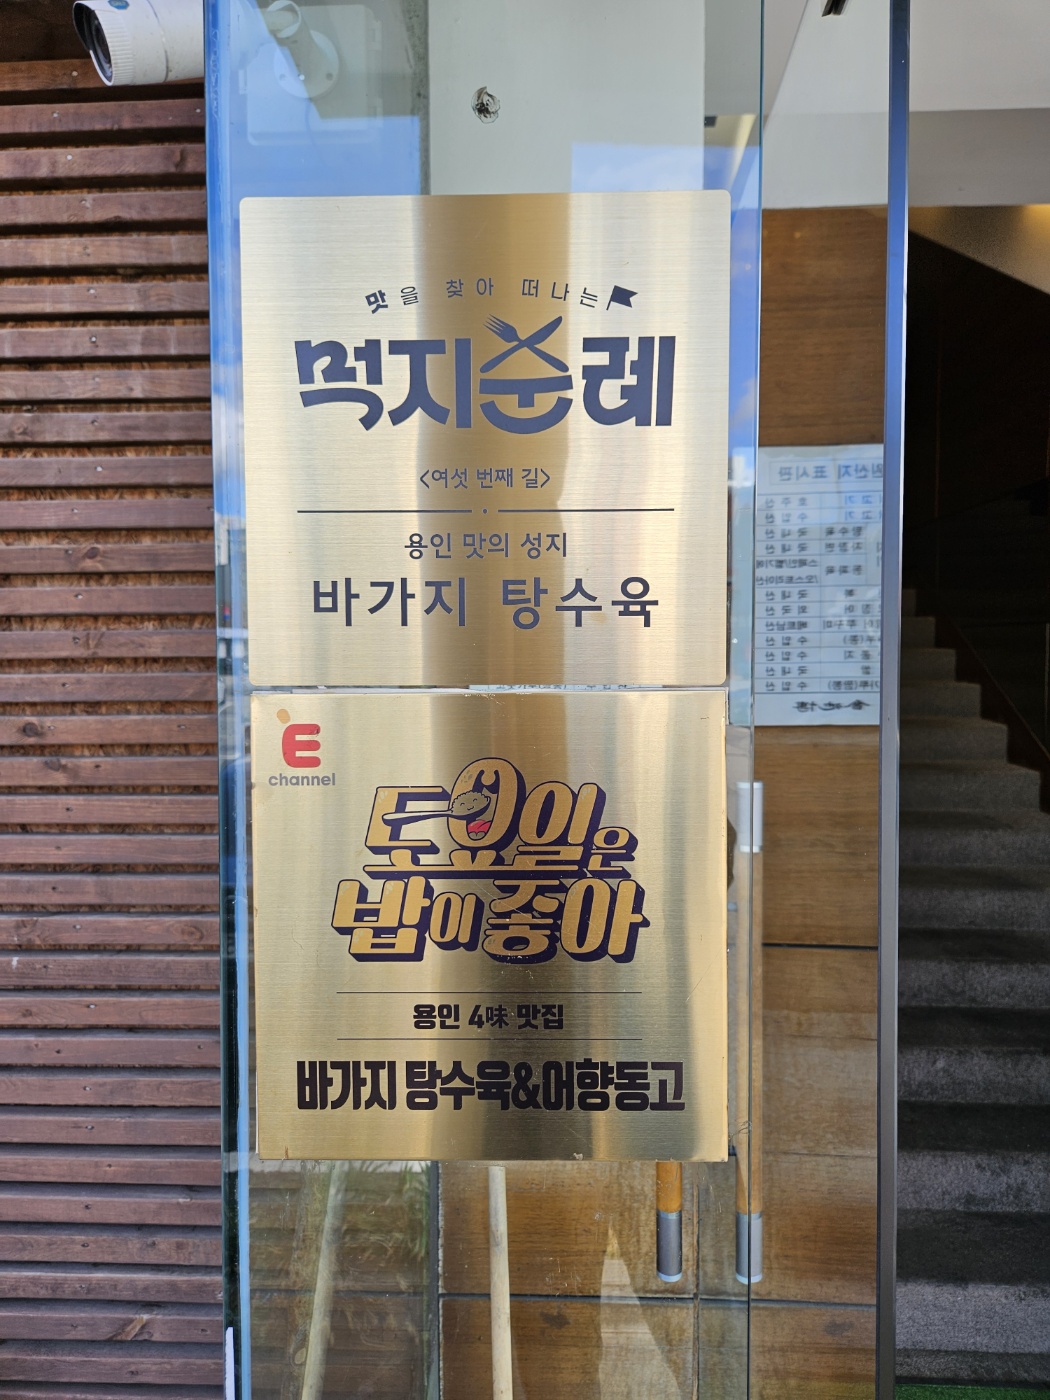 맛을 찾아 떠나는
먹지순례
<여섯 번째 길>
용인 맛의 성지
바가지 탕수육
E
channel
토요일은
밥이 좋아
용인 4味 맛집
바가지 탕수육&어향동고